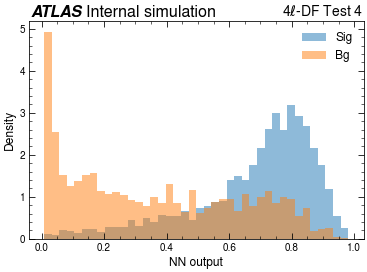 ATLAS Internal simulation 4ℓ-DF Test 4
Sig
Bg
Density
5
4
3
2
1
0
0.0 0.2 0.4 0.6 0.8 1.0
NN output